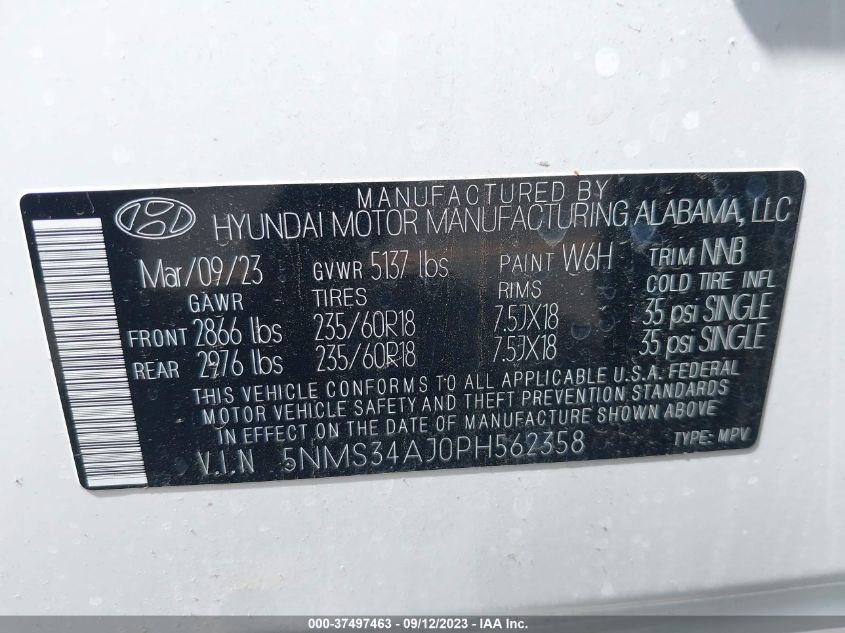 MANUFACTURED BY
HYUNDAI MOTOR MANUFACTURING ALABAMA, LLC
Mar/09/23 GVWR 5137 lbs PAINT W6H TRIM NNB
GAWR TIRES RIMS COLD TIRE INFL
FRONT 2866 lbs 235/60R18 7.5JX18 35 psi SINGLE
REAR 2976 lbs 235/60R18 7.5JX18 35 psi SINGLE
THIS VEHICLE CONFORMS TO ALL APPLICABLE U.S.A. FEDERAL
MOTOR VEHICLE SAFETY AND THEFT PREVENTION STANDARDS
IN EFFECT ON THE DATE OF MANUFACTURE SHOWN ABOVE
V.I.N 5NMS34AJ0PH562358 TYPE: MPV
000-37497463 - 09/12/2023 - IAA Inc.